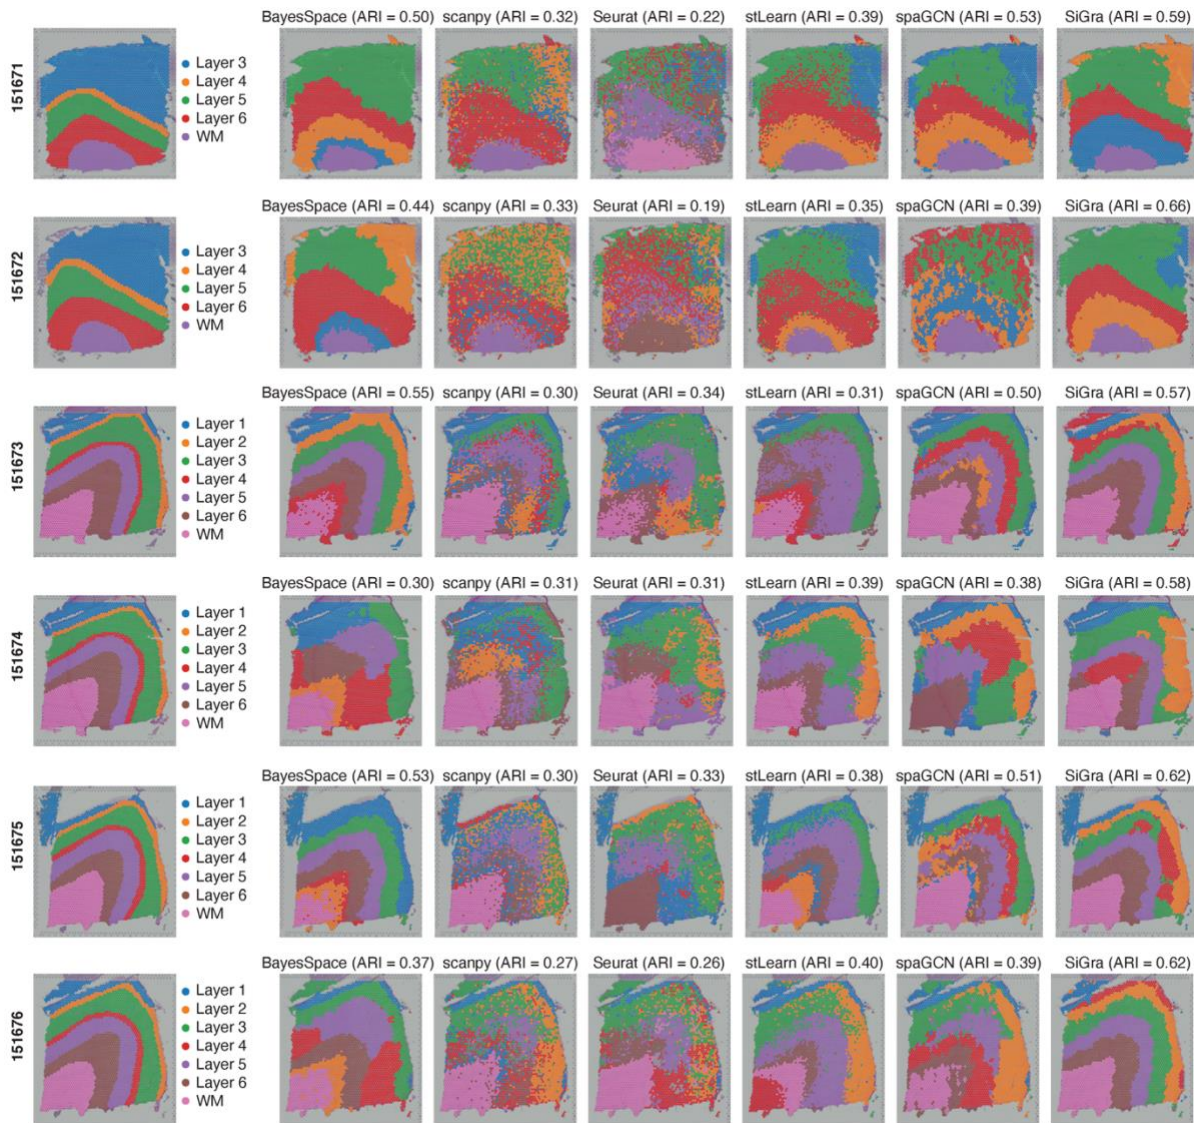 BayesSpace (ARI = 0.50) scanpy (ARI = 0.32) Seurat (ARI = 0.22) stLearn (ARI = 0.39) spaGCN (ARI = 0.53) SiGra (ARI = 0.59)
151671
Layer 3
Layer 4
Layer 5
Layer 6
WM
BayesSpace (ARI = 0.44) scanpy (ARI = 0.33) Seurat (ARI = 0.19) stLearn (ARI = 0.35) spaGCN (ARI = 0.39) SiGra (ARI = 0.66)
151672
Layer 3
Layer 4
Layer 5
Layer 6
WM
BayesSpace (ARI = 0.55) scanpy (ARI = 0.30) Seurat (ARI = 0.34) stLearn (ARI = 0.31) spaGCN (ARI = 0.50) SiGra (ARI = 0.57)
151673
Layer 1
Layer 2
Layer 3
Layer 4
Layer 5
Layer 6
WM
BayesSpace (ARI = 0.30) scanpy (ARI = 0.31) Seurat (ARI = 0.31) stLearn (ARI = 0.39) spaGCN (ARI = 0.38) SiGra (ARI = 0.58)
151674
Layer 1
Layer 2
Layer 3
Layer 4
Layer 5
Layer 6
WM
BayesSpace (ARI = 0.53) scanpy (ARI = 0.30) Seurat (ARI = 0.33) stLearn (ARI = 0.38) spaGCN (ARI = 0.51) SiGra (ARI = 0.62)
151675
Layer 1
Layer 2
Layer 3
Layer 4
Layer 5
Layer 6
WM
BayesSpace (ARI = 0.37) scanpy (ARI = 0.27) Seurat (ARI = 0.26) stLearn (ARI = 0.40) spaGCN (ARI = 0.39) SiGra (ARI = 0.62)
151676
Layer 1
Layer 2
Layer 3
Layer 4
Layer 5
Layer 6
WM